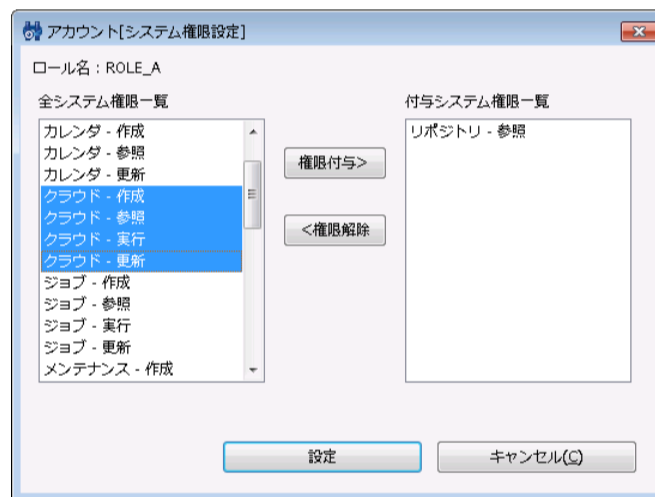 アカウント[システム権限設定]
ロール名 : ROLE_A
全システム権限一覧
カレンダ - 作成
カレンダ - 参照
カレンダ - 更新
クラウド - 作成
クラウド - 参照
クラウド - 実行
クラウド - 更新
ジョブ - 作成
ジョブ - 参照
ジョブ - 実行
ジョブ - 更新
メンテナンス - 作成
権限付与>
<権限解除
付与システム権限一覧
リポジトリ - 参照
設定
キャンセル(C)